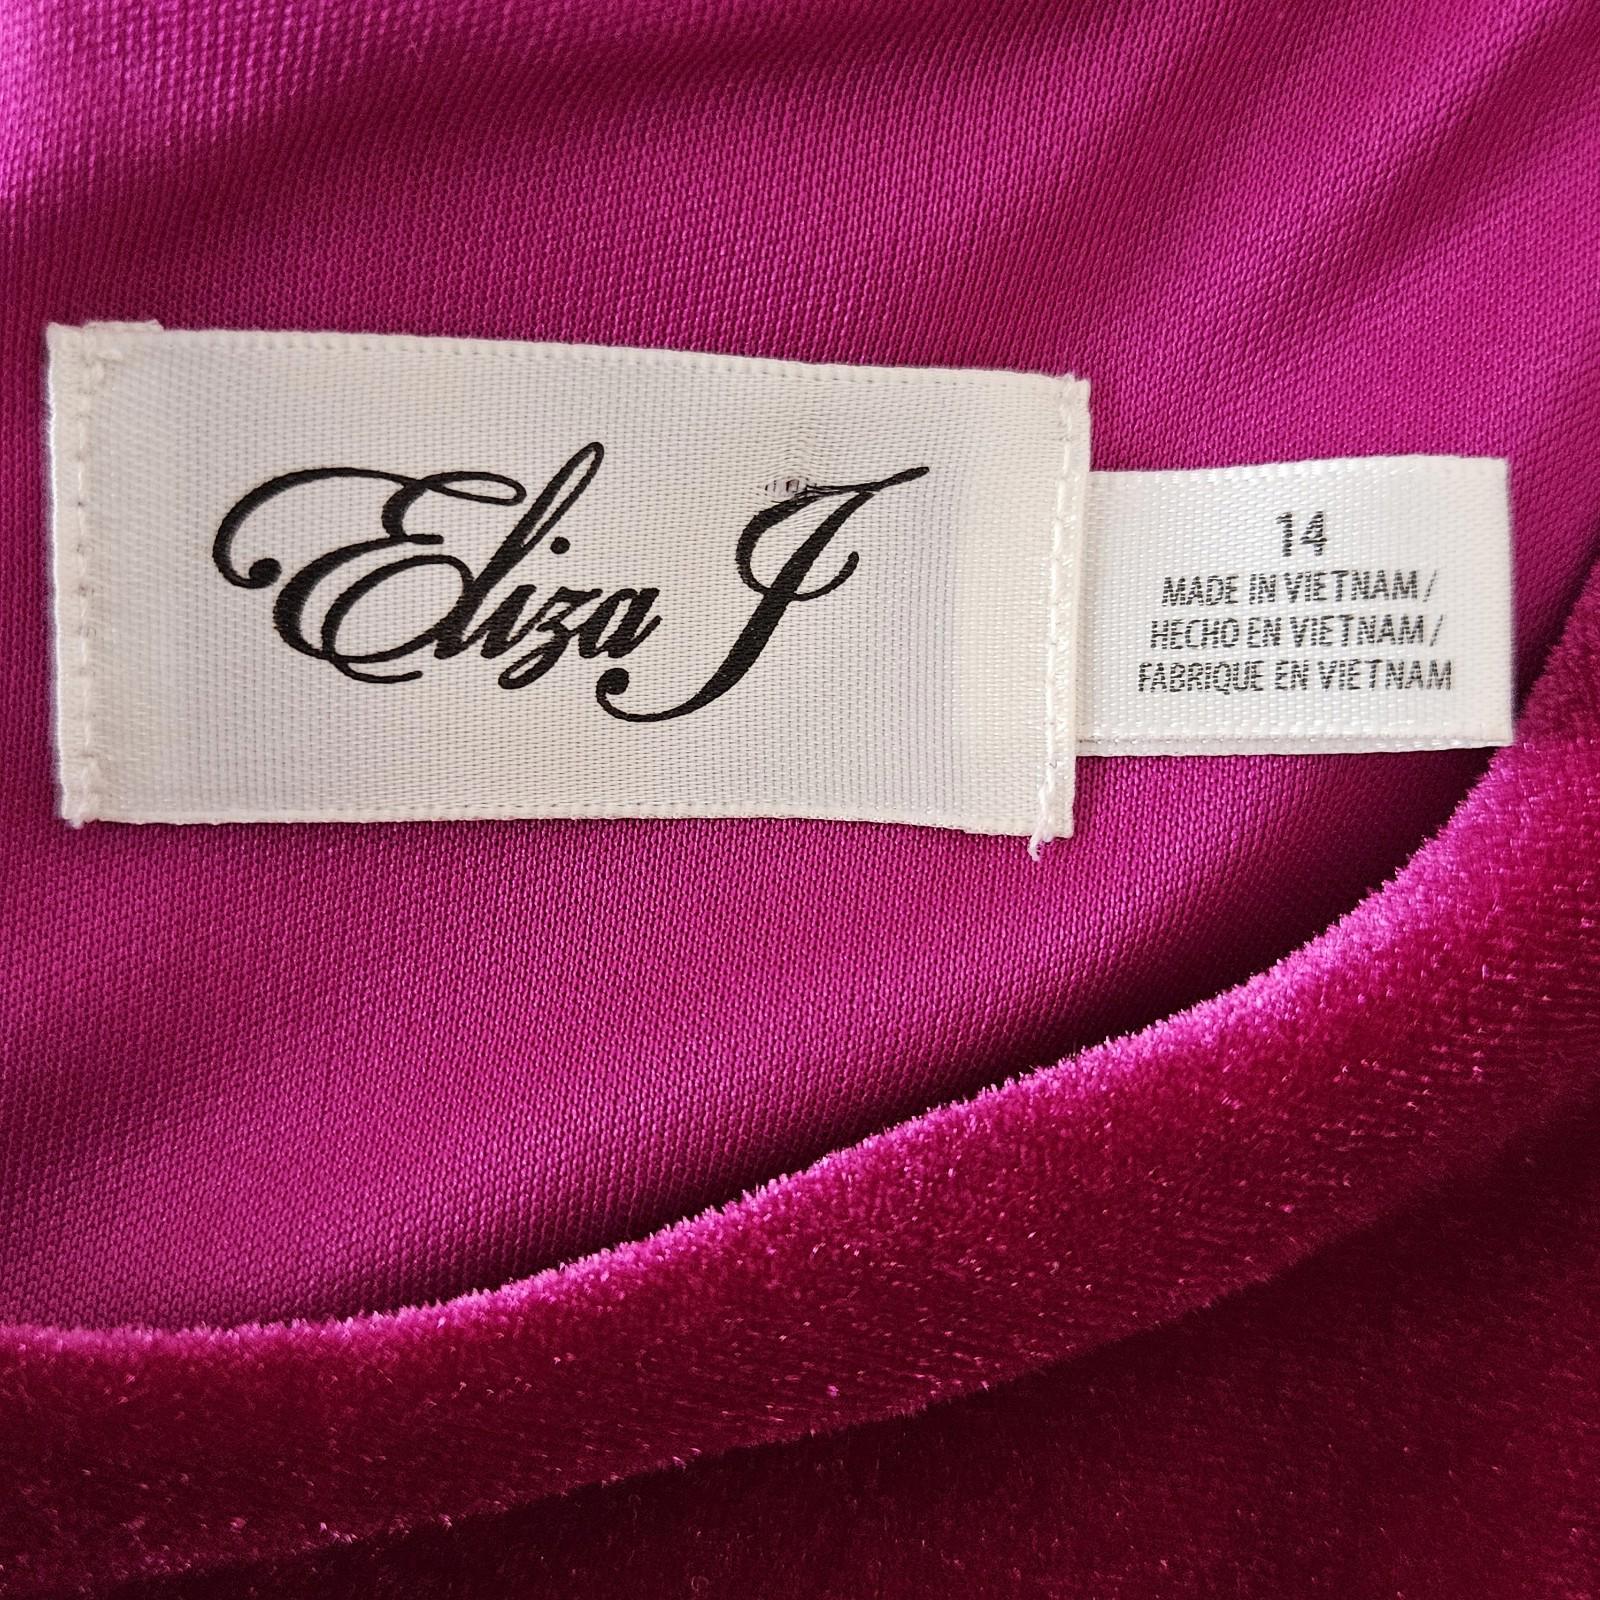 Eliza J
14
MADE IN VIETNAM/
HECHO EN VIETNAM/
FABRIQUE EN VIETNAM